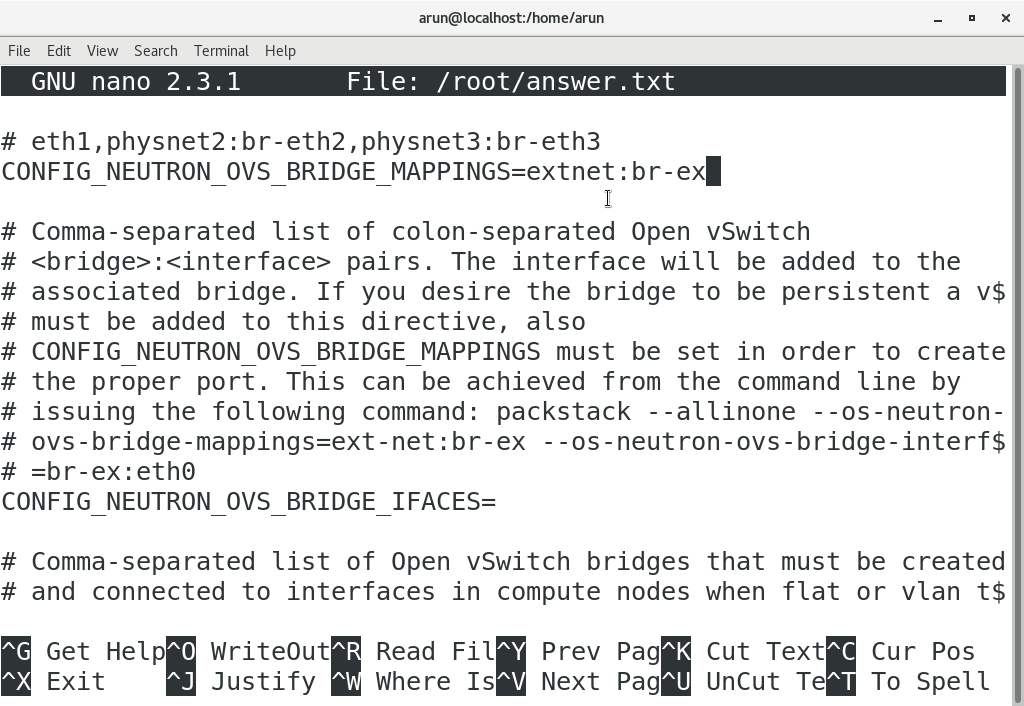 arun@localhost:/home/arun
File Edit View Search Terminal Help
GNU nano 2.3.1 File: /root/answer.txt
# eth1,physnet2:br-eth2,physnet3:br-eth3
CONFIG_NEUTRON_OVS_BRIDGE_MAPPINGS=extnet:br-ex
# Comma-separated list of colon-separated Open vSwitch
# <bridge>:<interface> pairs. The interface will be added to the
# associated bridge. If you desire the bridge to be persistent a v$
# must be added to this directive, also
# CONFIG_NEUTRON_OVS_BRIDGE_MAPPINGS must be set in order to create
# the proper port. This can be achieved from the command line by
# issuing the following command: packstack --allinone --os-neutron-
# ovs-bridge-mappings=ext-net:br-ex --os-neutron-ovs-bridge-interf$
# =br-ex:eth0
CONFIG_NEUTRON_OVS_BRIDGE_IFACES=
# Comma-separated list of Open vSwitch bridges that must be created
# and connected to interfaces in compute nodes when flat or vlan t$
^G Get Help^O WriteOut^R Read Fil^Y Prev Pag^K Cut Text^C Cur Pos
^X Exit ^J Justify ^W Where Is^V Next Pag^U UnCut Te^T To Spell